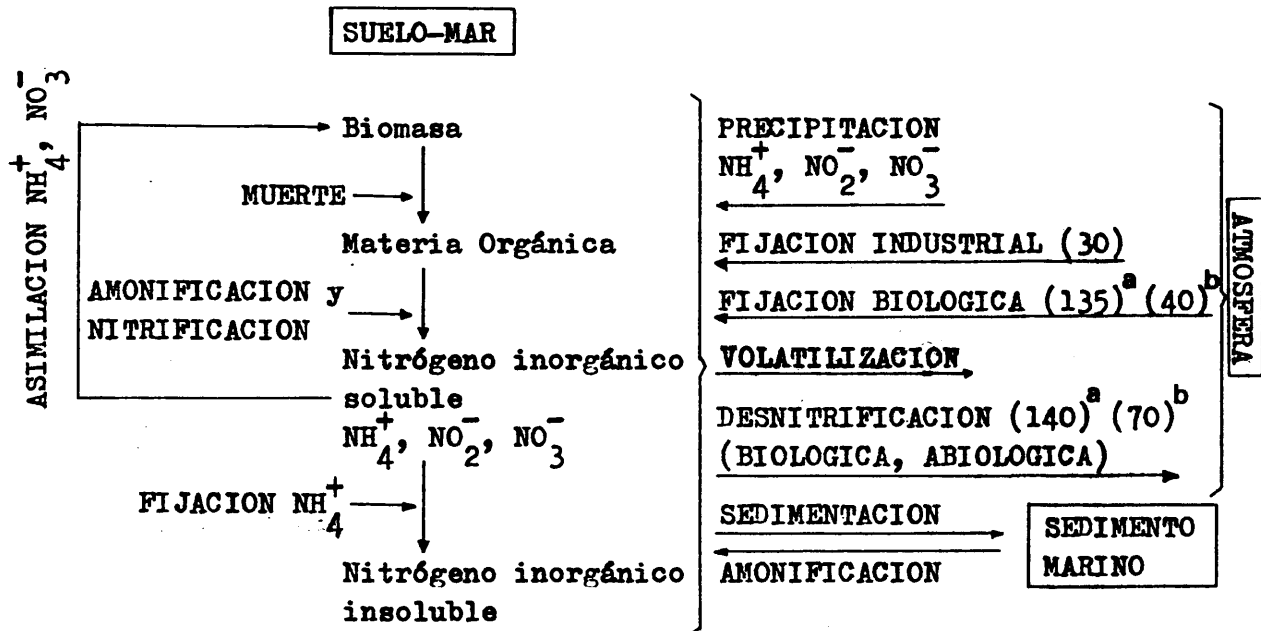 SUELO-MAR
ASIMILACION NH₄⁺, NO₃⁻
Biomasa
MUERTE
Materia Orgánica
AMONIFICACION y
NITRIFICACION
Nitrógeno inorgánico
soluble
NH₄⁺, NO₂⁻, NO₃⁻
FIJACION NH₄⁺
Nitrógeno inorgánico
insoluble
PRECIPITACION
NH₄⁺, NO₂⁻, NO₃⁻
FIJACION INDUSTRIAL (30)
FIJACION BIOLOGICA (135)ᵃ (40)ᵇ
VOLATILIZACION
DESNITRIFICACION (140)ᵃ (70)ᵇ
(BIOLOGICA, ABIOLOGICA)
SEDIMENTACION
AMONIFICACION
ATMOSFERA
SEDIMENTO
MARINO